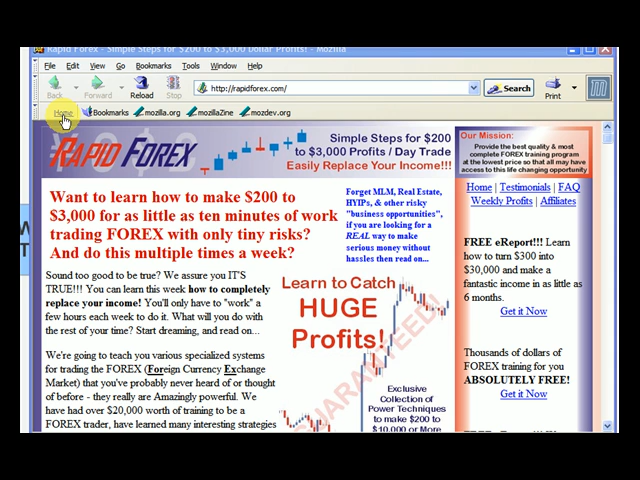 Rapid Forex - Simple Steps for $200 to $3,000 Dollar Profits! - Mozilla
File Edit View Go Bookmarks Tools Window Help
Back Forward Reload Stop http://rapidforex.com/ Search Print
Home Bookmarks mozilla.org mozillaZine mozdev.org
RAPID FOREX
Simple Steps for $200
to $3,000 Profits / Day Trade
Easily Replace Your Income!!!
Our Mission:
Provide the best quality & most
complete FOREX training program
at the lowest price so that all may have
access to this life changing opportunity
Want to learn how to make $200 to
$3,000 for as little as ten minutes of work
trading FOREX with only tiny risks?
And do this multiple times a week?
Forget MLM, Real Estate,
HYIPs, & other risky
"business opportunities",
if you are looking for a
REAL way to make
serious money without
hassles then read on...
Home | Testimonials | FAQ
Weekly Profits | Affiliates
Sound too good to be true? We assure you IT'S
TRUE!!! You can learn this week how to completely
replace your income! You'll only have to "work" a
few hours each week to do it. What will you do with
the rest of your time? Start dreaming, and read on...
We're going to teach you various specialized systems
for trading the FOREX (Foreign Currency Exchange
Market) that you've probably never heard of or thought
of before - they really are Amazingly powerful. We
have had over $20,000 worth of training to be a
FOREX trader, have learned many interesting strategies
Learn to Catch
HUGE
Profits!
GUARANTEED!
Exclusive
Collection of
Power Techniques
to make $200 to
$10,000 or More
FREE eReport!!! Learn
how to turn $300 into
$30,000 and make a
fantastic income in as little as
6 months.
Get it Now
Thousands of dollars of
FOREX training for you
ABSOLUTELY FREE!
Get it Now